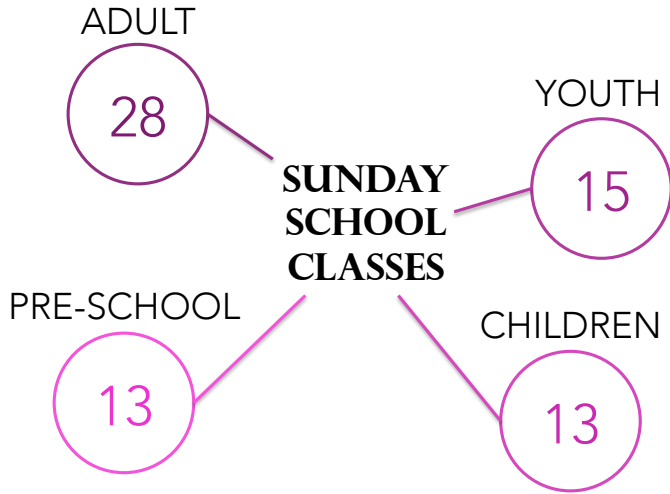 ADULT
28
YOUTH
15
SUNDAY
SCHOOL
CLASSES
PRE-SCHOOL
13
CHILDREN
13